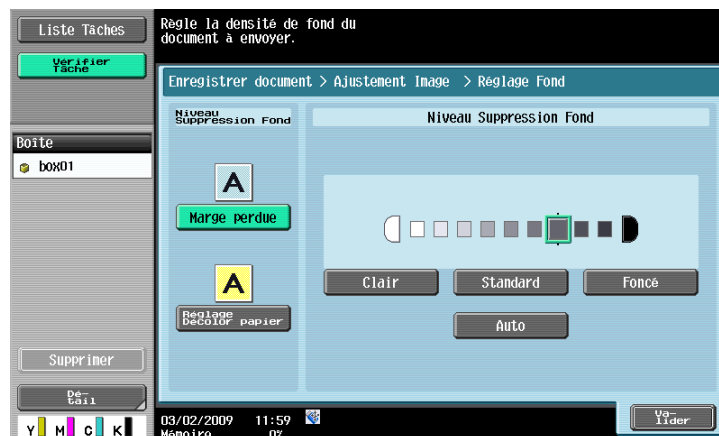 Liste Tâches
Règle la densité de fond du
document à envoyer.
Vérifier
Tâche
Enregistrer document > Ajustement Image > Réglage Fond
Niveau
Suppression Fond
Niveau Suppression Fond
Boîte
box01
A
Marge perdue
A
Clair
Standard
Foncé
Réglage
Décolor papier
Auto
Supprimer
Dé-
tail
Va-
lider
03/02/2009 11:59
Mémoire 0%
Y M C K